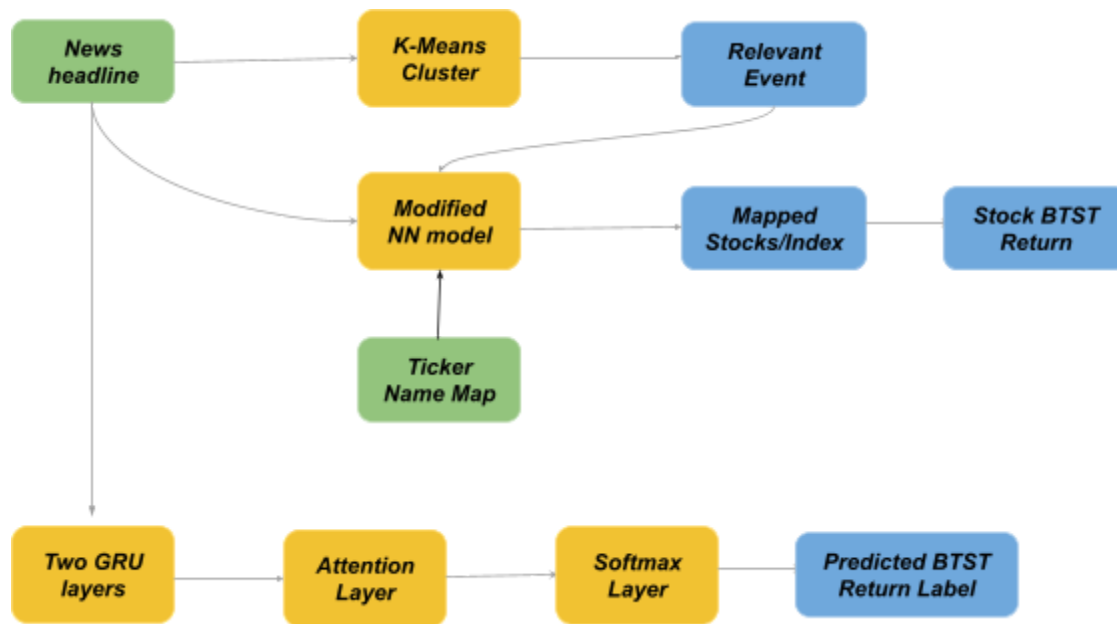 News
headline
K-Means
Cluster
Relevant
Event
Modified
NN model
Mapped
Stocks/Index
Stock BTST
Return
Ticker
Name Map
Two GRU
layers
Attention
Layer
Softmax
Layer
Predicted BTST
Return Label